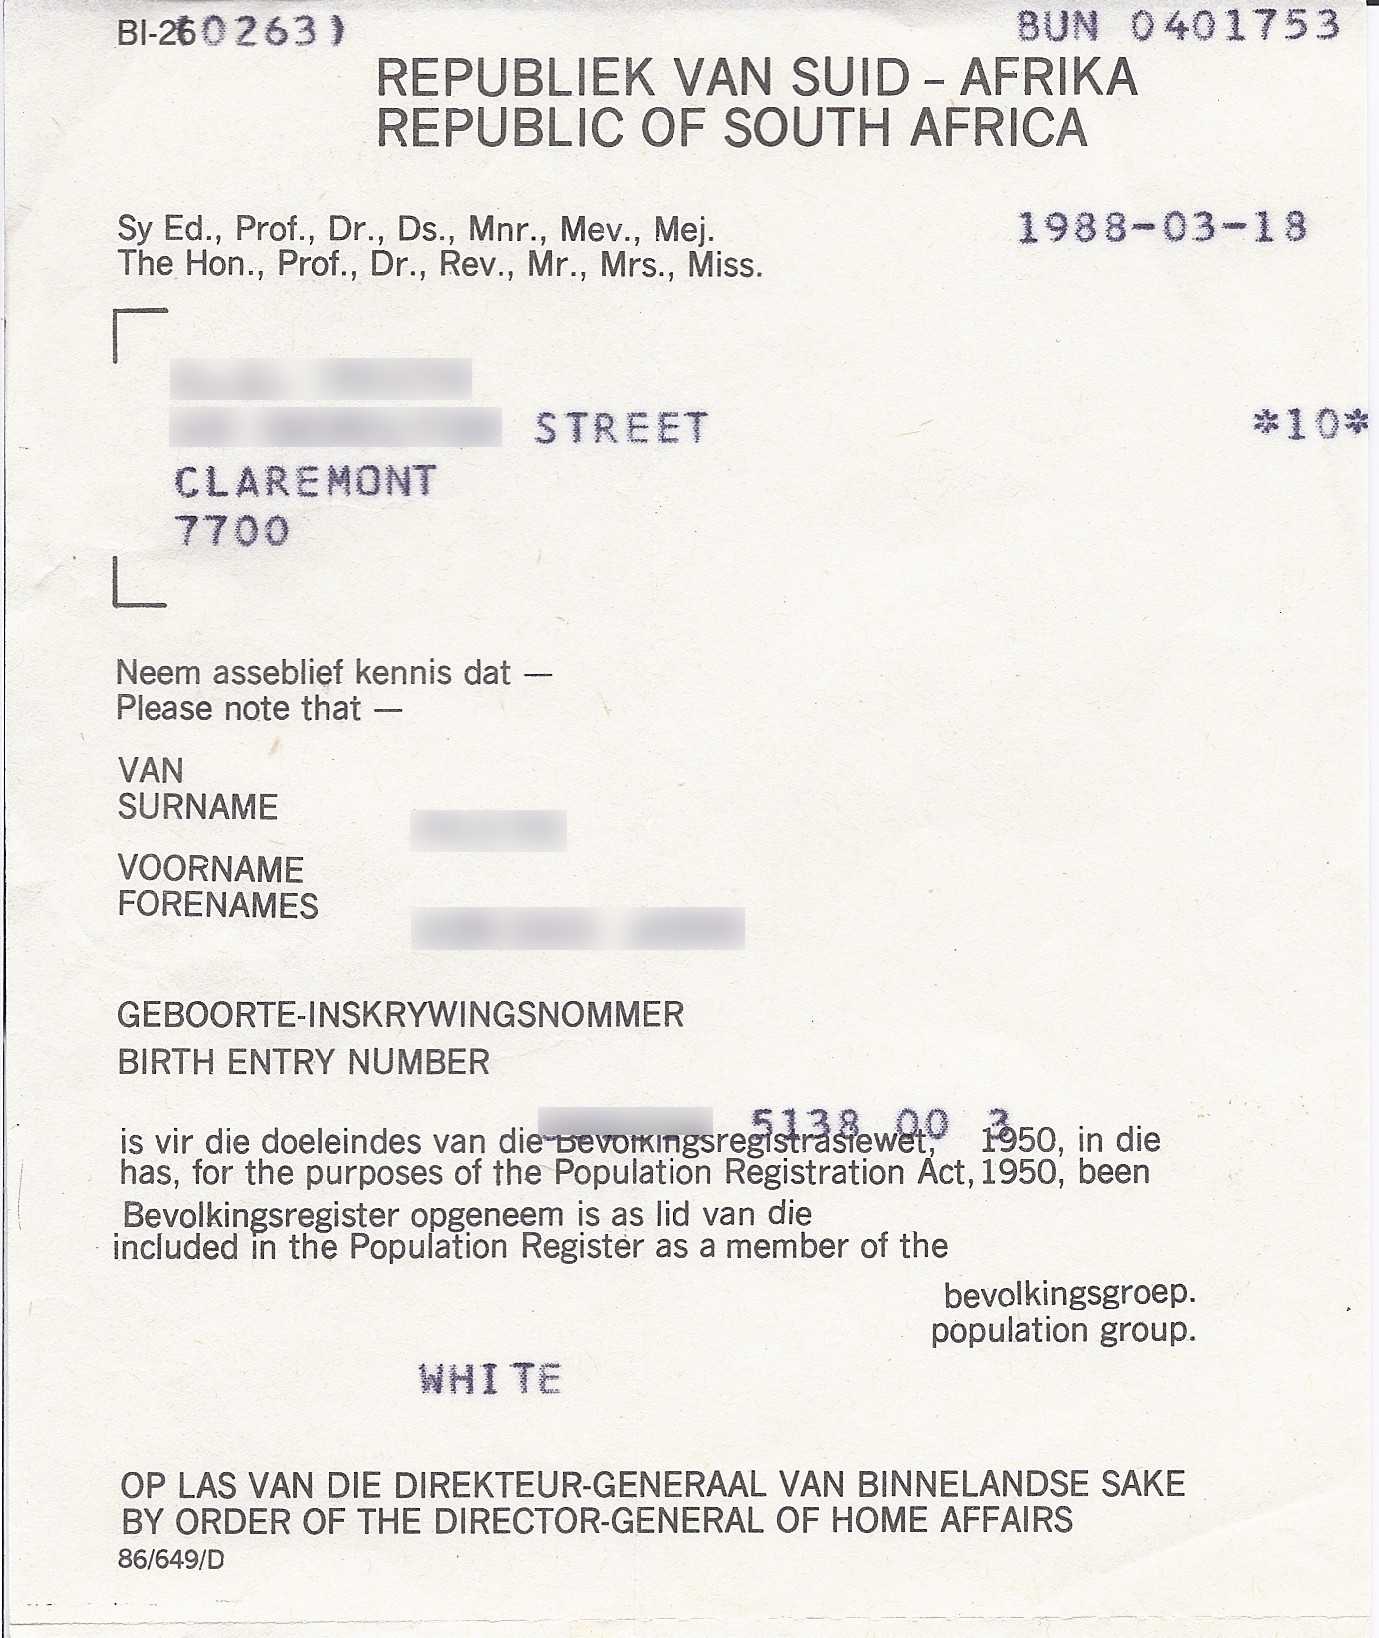 BI-26 (0263) BUN 0401753
REPUBLIEK VAN SUID – AFRIKA
REPUBLIC OF SOUTH AFRICA
Sy Ed., Prof., Dr., Ds., Mnr., Mev., Mej. 1988-03-18
The Hon., Prof., Dr., Rev., Mr., Mrs., Miss.
STREET *10*
CLAREMONT
7700
Neem asseblief kennis dat —
Please note that —
VAN
SURNAME
VOORNAME
FORENAMES
GEBOORTE-INSKRYWINGSNOMMER
BIRTH ENTRY NUMBER
5138 00 3
is vir die doeleindes van die Bevolkingsregistrasiewet, 1950, in die
has, for the purposes of the Population Registration Act, 1950, been
Bevolkingsregister opgeneem is as lid van die
included in the Population Register as a member of the
bevolkingsgroep.
population group.
WHITE
OP LAS VAN DIE DIREKTEUR-GENERAAL VAN BINNELANDSE SAKE
BY ORDER OF THE DIRECTOR-GENERAL OF HOME AFFAIRS
86/649/D